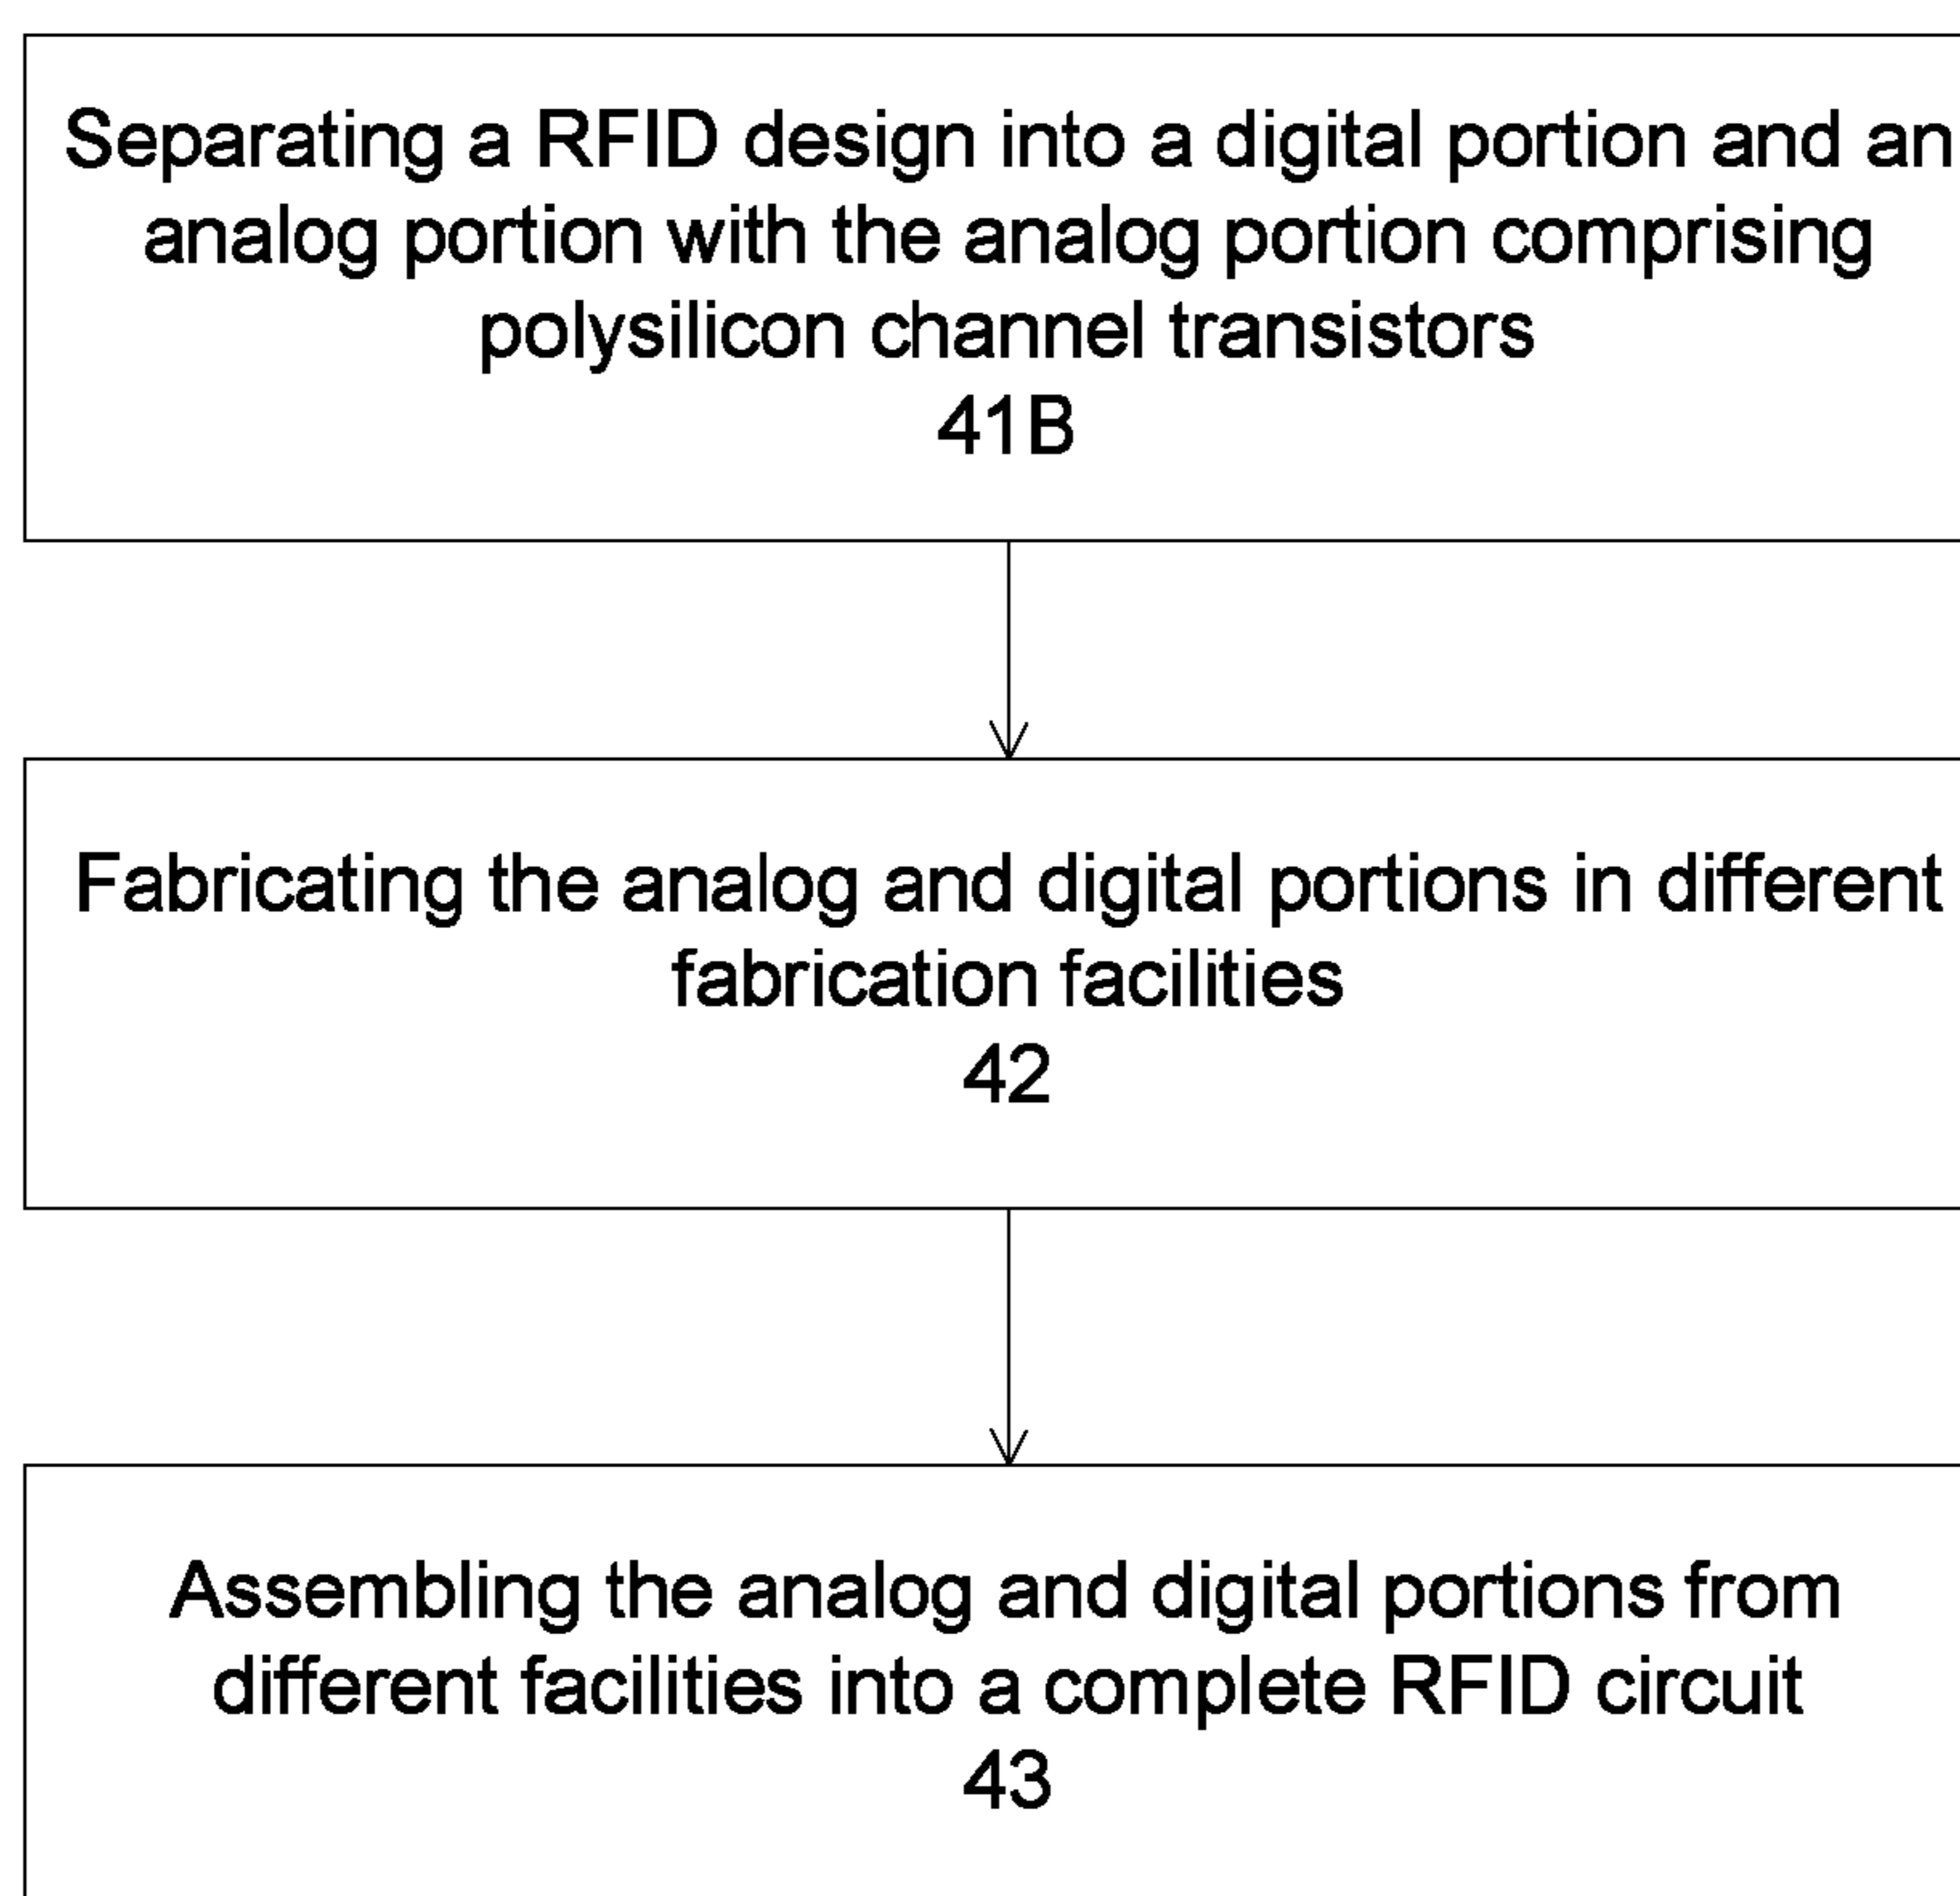 Separating a RFID design into a digital portion and an
analog portion with the analog portion comprising
polysilicon channel transistors
41B
Fabricating the analog and digital portions in different
fabrication facilities
42
Assembling the analog and digital portions from
different facilities into a complete RFID circuit
43